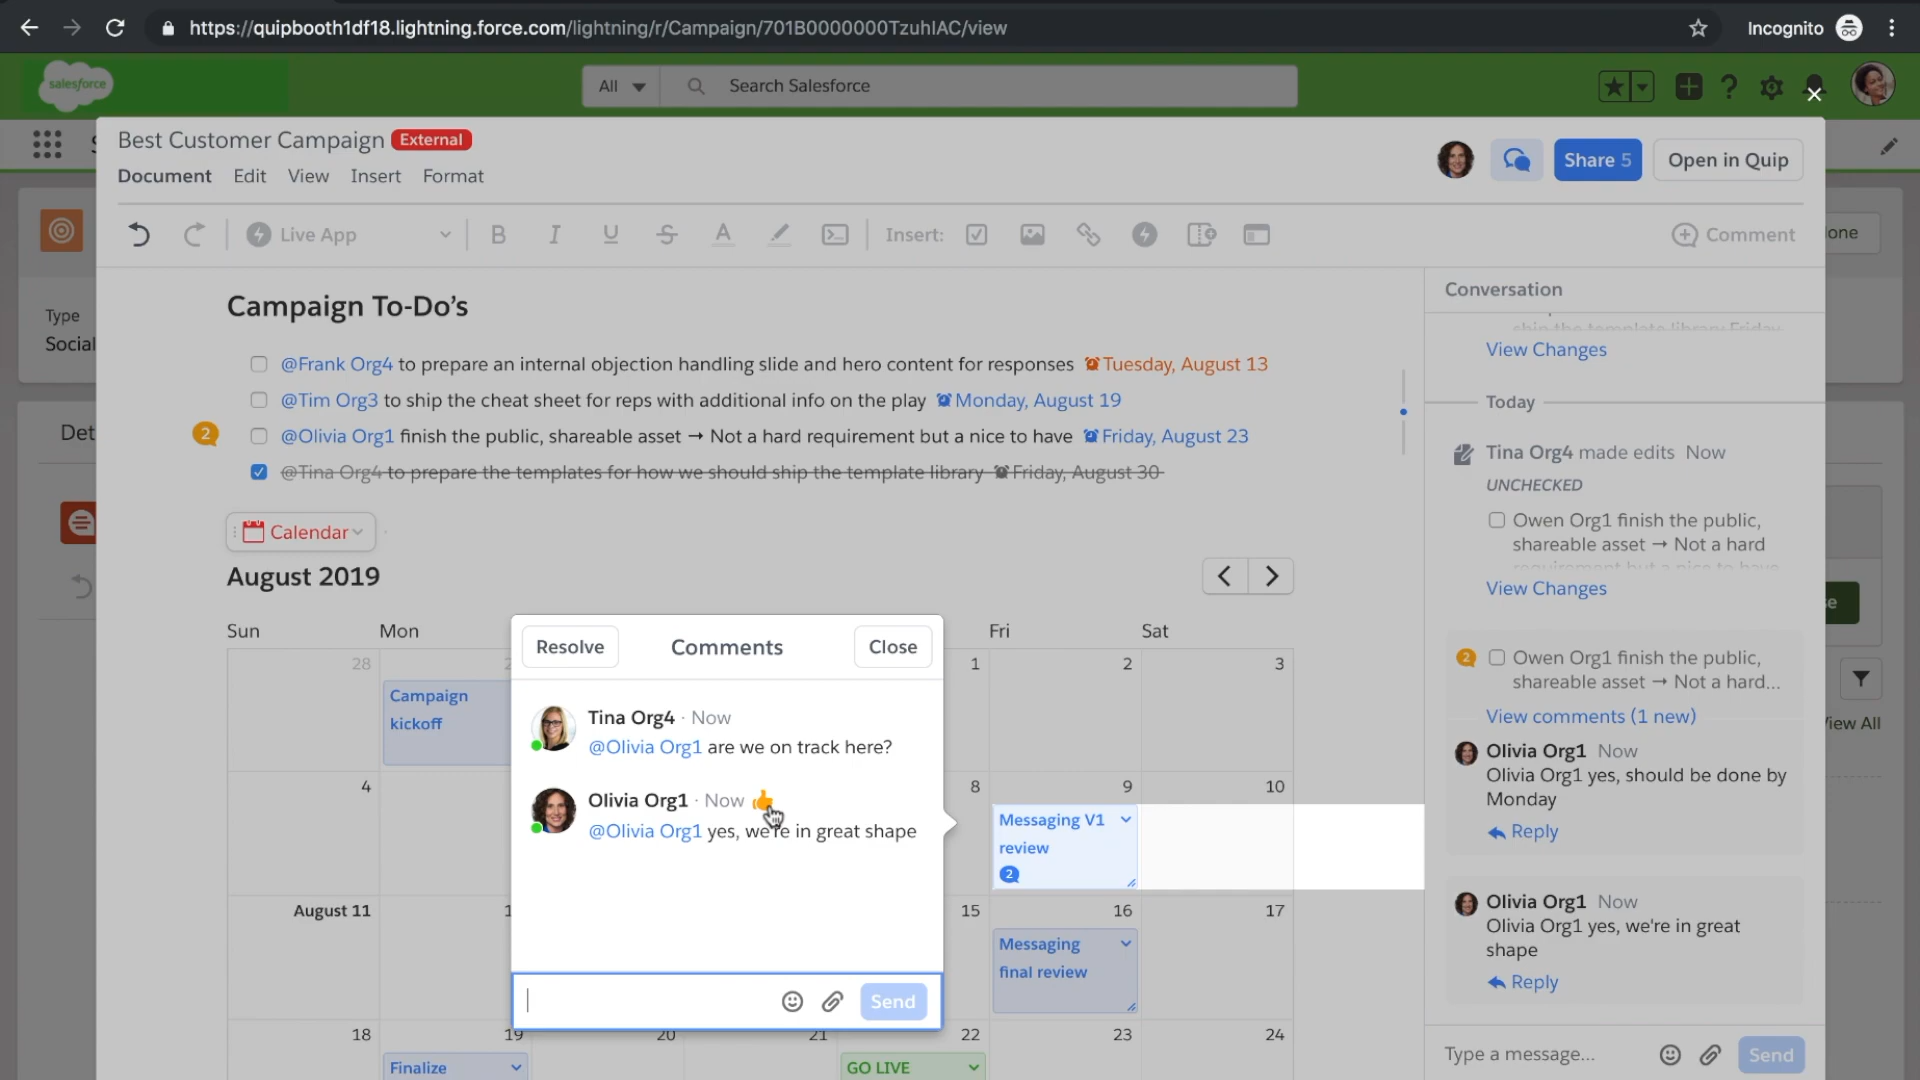 https://quipbooth1df18.lightning.force.com/lightning/r/Campaign/701B0000000TzuhIAC/view
Incognito
salesforce
All
Search Salesforce
Best Customer Campaign
External
Document
Edit
View
Insert
Format
Share 5
Open in Quip
Live App
B
I
U
S
A
Insert:
Comment
Type
Social
Campaign To-Do's
@Frank Org4 to prepare an internal objection handling slide and hero content for responses Tuesday, August 13
@Tim Org3 to ship the cheat sheet for reps with additional info on the play Monday, August 19
2
@Olivia Org1 finish the public, shareable asset → Not a hard requirement but a nice to have Friday, August 23
@Tina Org4 to prepare the templates for how we should ship the template library Friday, August 30
Calendar
August 2019
Sun
Mon
Fri
Sat
28
1
2
3
Campaign
kickoff
4
8
9
10
Messaging V1
review
2
August 11
15
16
17
Messaging
final review
18
19
20
21
22
23
24
Finalize
GO LIVE
Resolve
Comments
Close
Tina Org4 · Now
@Olivia Org1 are we on track here?
Olivia Org1 · Now
@Olivia Org1 yes, we're in great shape
Send
Conversation
ship the template library Friday,
View Changes
Today
Tina Org4 made edits Now
UNCHECKED
Owen Org1 finish the public,
shareable asset → Not a hard
requirement but a nice to have
View Changes
2
Owen Org1 finish the public,
shareable asset → Not a hard...
View comments (1 new)
Olivia Org1 Now
Olivia Org1 yes, should be done by
Monday
Reply
Olivia Org1 Now
Olivia Org1 yes, we're in great
shape
Reply
Type a message...
Send
View All